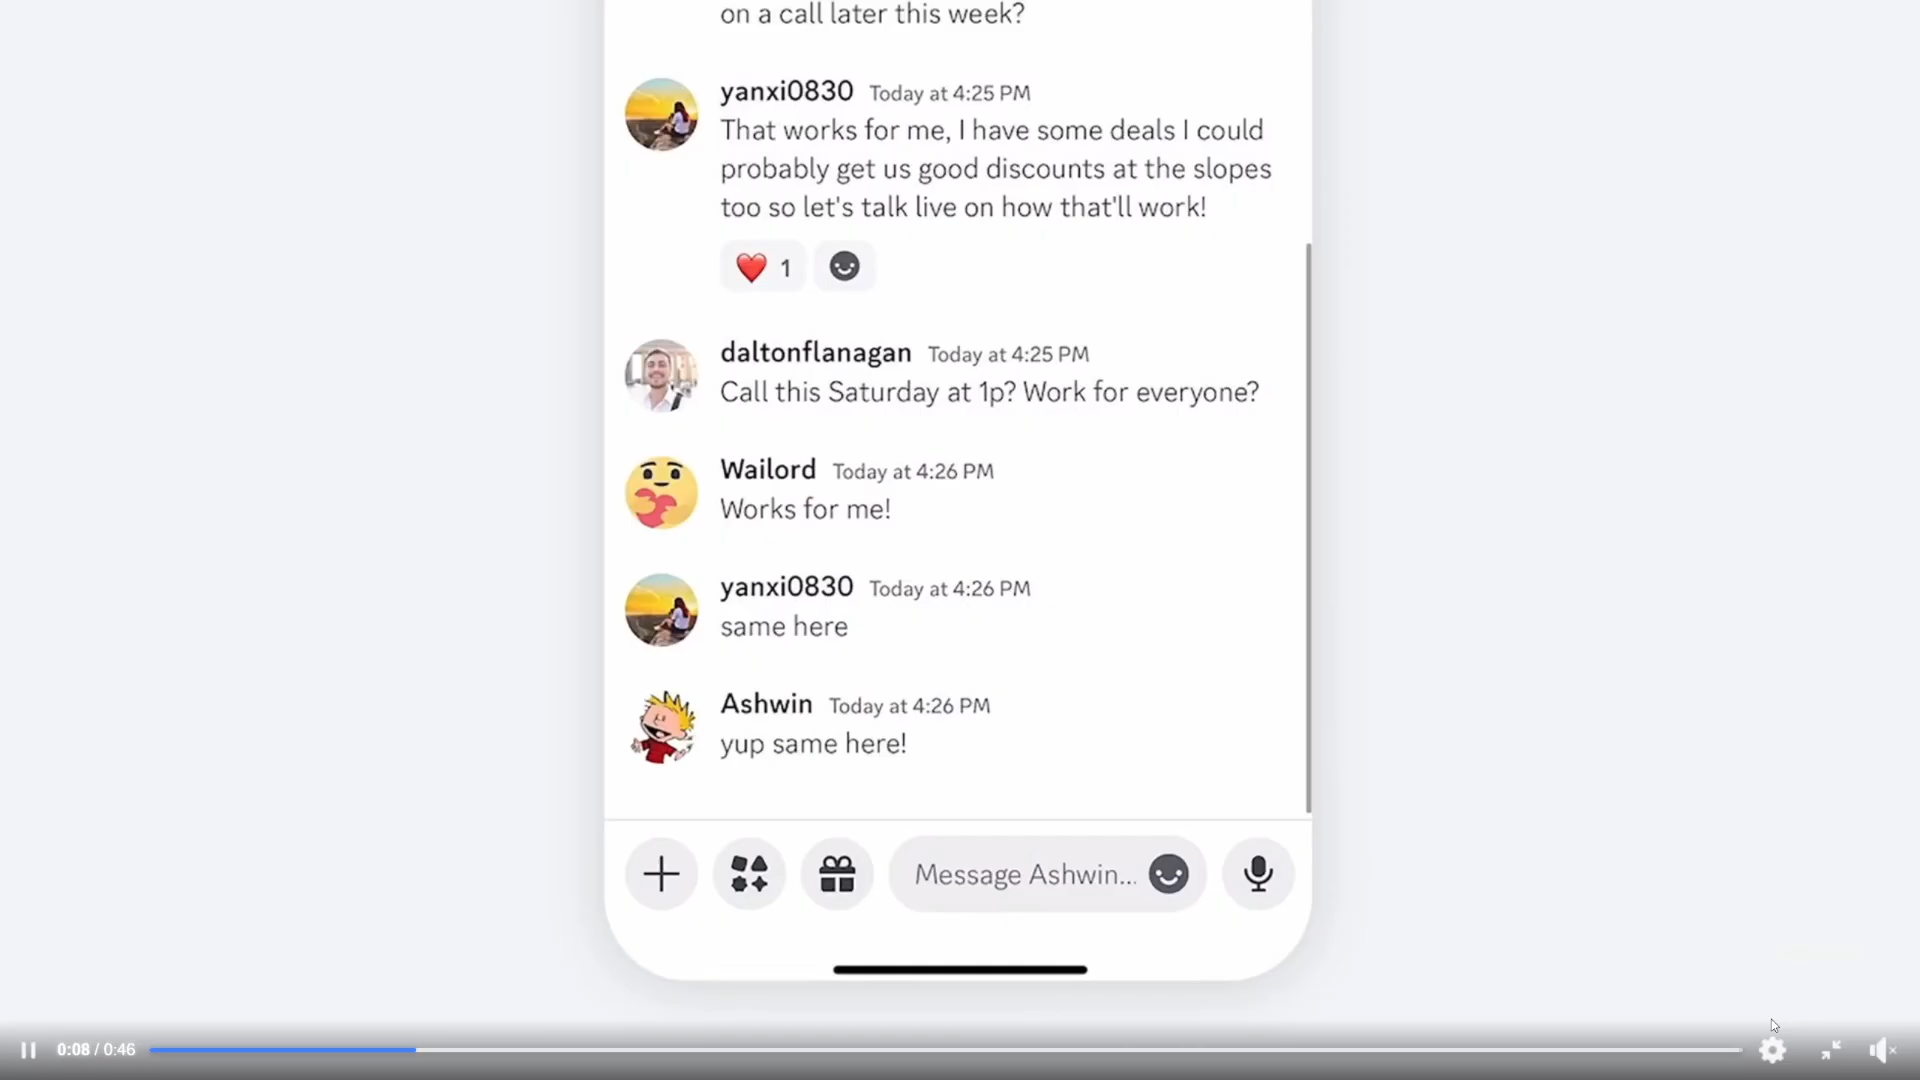 on a call later this week?
yanxi0830 Today at 4:25 PM
That works for me, I have some deals I could
probably get us good discounts at the slopes
too so let's talk live on how that'll work!
❤️ 1
daltonflanagan Today at 4:25 PM
Call this Saturday at 1p? Work for everyone?
Wailord Today at 4:26 PM
Works for me!
yanxi0830 Today at 4:26 PM
same here
Ashwin Today at 4:26 PM
yup same here!
Message Ashwin...
0:08 / 0:46